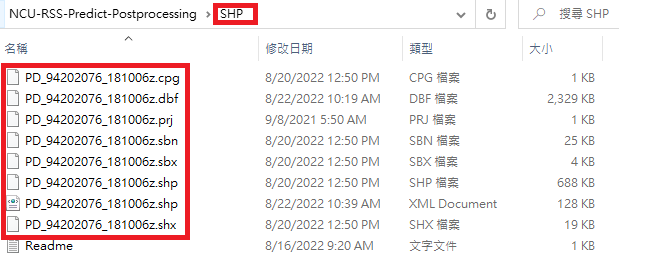 NCU-RSS-Predict-Postprocessing > SHP
搜尋 SHP
名稱 修改日期 類型 大小
PD_94202076_181006z.cpg 8/20/2022 12:50 PM CPG 檔案 1 KB
PD_94202076_181006z.dbf 8/22/2022 10:19 AM DBF 檔案 2,329 KB
PD_94202076_181006z.prj 9/8/2021 5:50 AM PRJ 檔案 1 KB
PD_94202076_181006z.sbn 8/20/2022 12:50 PM SBN 檔案 25 KB
PD_94202076_181006z.sbx 8/20/2022 12:50 PM SBX 檔案 4 KB
PD_94202076_181006z.shp 8/20/2022 12:50 PM SHP 檔案 688 KB
PD_94202076_181006z.shp 8/22/2022 10:39 AM XML Document 128 KB
PD_94202076_181006z.shx 8/20/2022 12:50 PM SHX 檔案 19 KB
Readme 8/16/2022 9:20 AM 文字文件 1 KB